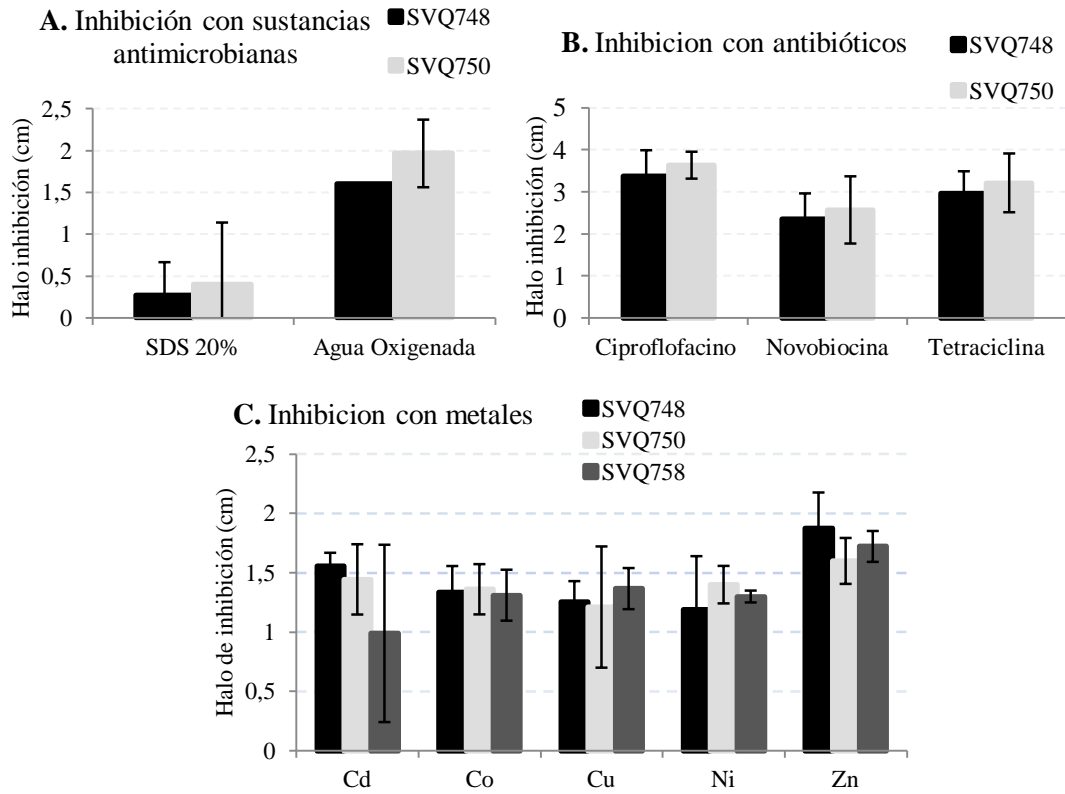 A. Inhibición con sustancias
antimicrobianas
SVQ748
SVQ750
Halo inhibición (cm)
2,5
2
1,5
1
0,5
0
SDS 20%
Agua Oxigenada
B. Inhibicion con antibióticos
SVQ748
SVQ750
Halo inhibición (cm)
5
4
3
2
1
0
Ciproflofacino
Novobiocina
Tetraciclina
C. Inhibicion con metales
SVQ748
SVQ750
SVQ758
Halo de inhibición (cm)
2,5
2
1,5
1
0,5
0
Cd
Co
Cu
Ni
Zn